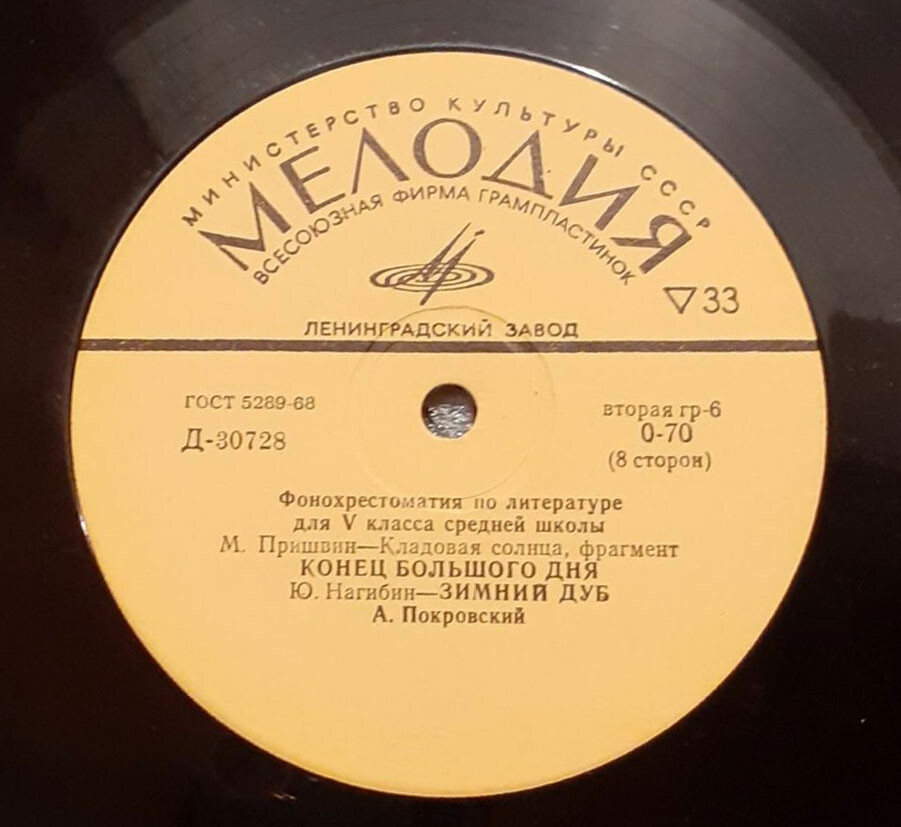 МИНИСТЕРСТВО КУЛЬТУРЫ СССР
МЕЛОДИЯ
ВСЕСОЮЗНАЯ ФИРМА ГРАМПЛАСТИНОК
▽33
ЛЕНИНГРАДСКИЙ ЗАВОД
ГОСТ 5289-68
Д-30728
вторая гр-6
0-70
(8 сторон)
Фонохрестоматия по литературе
для V класса средней школы
М. Пришвин—Кладовая солнца, фрагмент
КОНЕЦ БОЛЬШОГО ДНЯ
Ю. Нагибин—ЗИМНИЙ ДУБ
А. Покровский